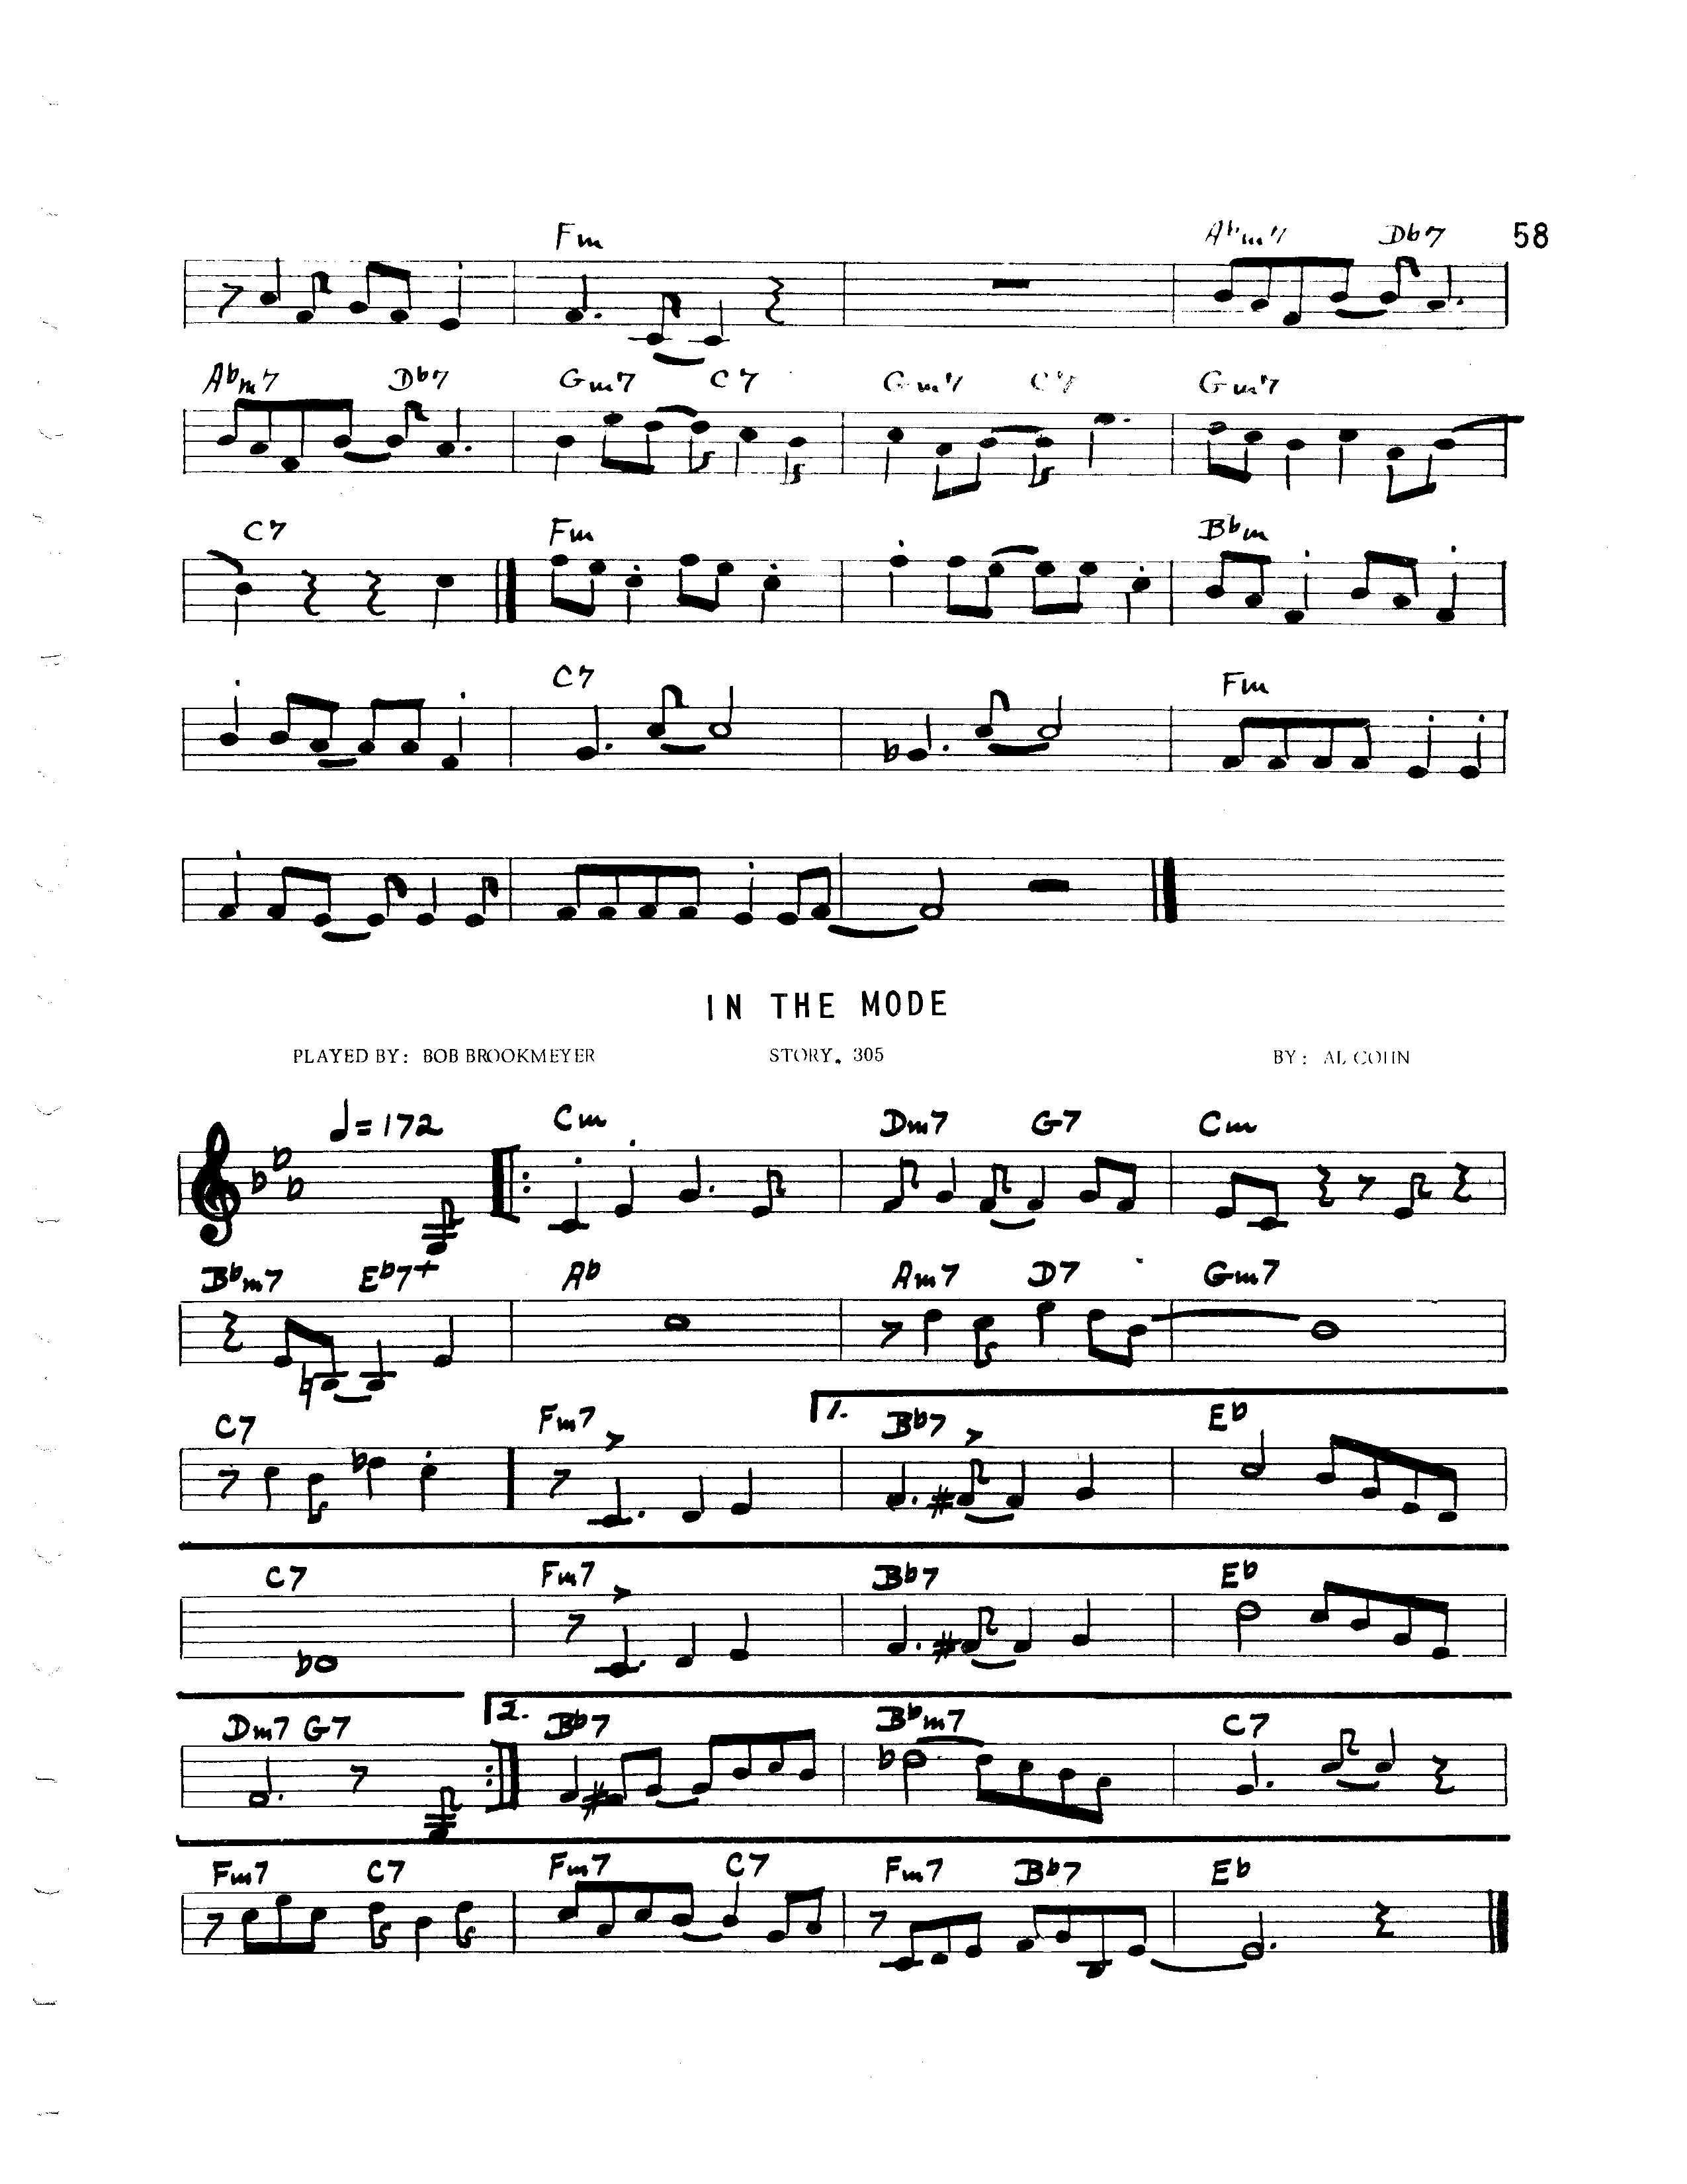 Fm Abm7 Db7 58
Abm7 Db7 Gm7 C7 Gm7 C7 Gm7
C7 Fm Bbm
C7 Fm
IN THE MODE
PLAYED BY: BOB BROOKMEYER STORY. 305 BY: AL COHN
♩=172 Cm Dm7 G7 Cm
Bbm7 Eb7+ Ab Am7 D7 Gm7
C7 Fm7 1. Bb7 Eb
C7 Fm7 Bb7 Eb
Dm7 G7 2. Bb7 Bbm7 C7
Fm7 C7 Fm7 C7 Fm7 Bb7 Eb